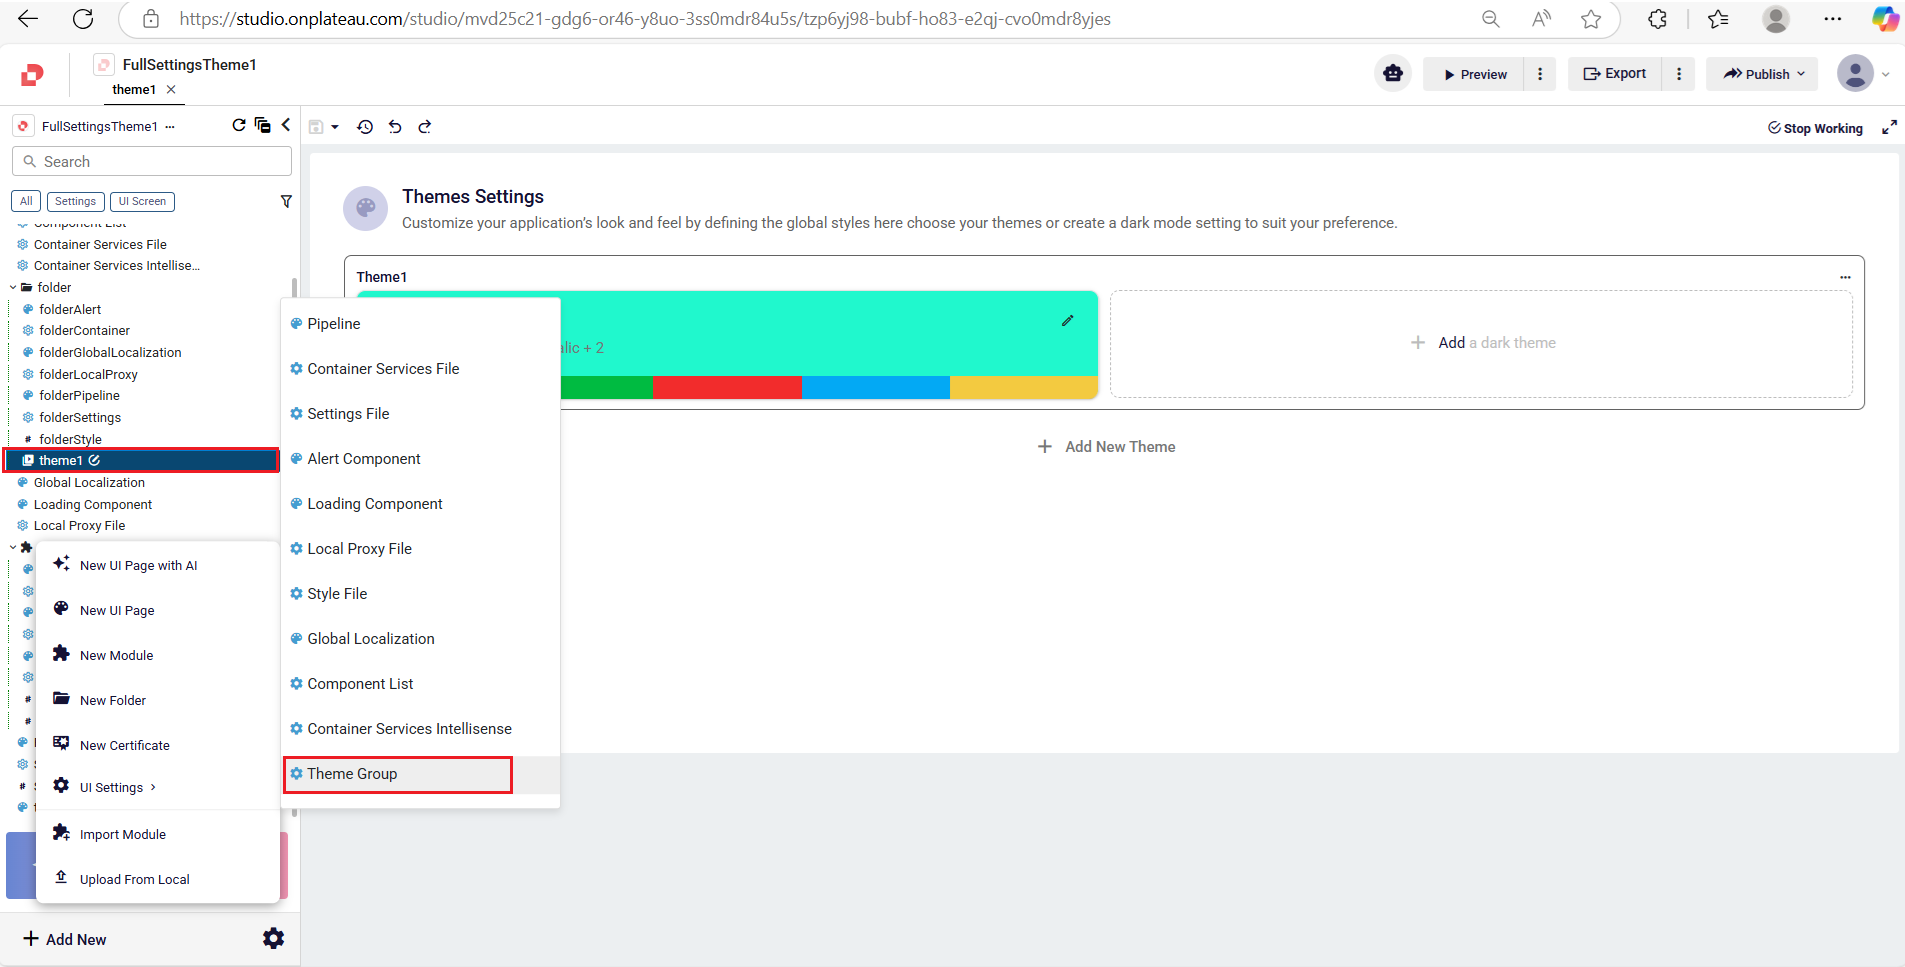 https://studio.onplateau.com/studio/mvd25c21-gdg6-or46-y8uo-3ss0mdr84u5s/tzp6yj98-bubf-ho83-e2qj-cvo0mdr8yjes
FullSettingsTheme1
theme1
Preview
Export
Publish
FullSettingsTheme1 ...
Stop Working
Search
All
Settings
UI Screen
Component List
Container Services File
Container Services Intellise...
folder
folderAlert
folderContainer
folderGlobalLocalization
folderLocalProxy
folderPipeline
folderSettings
folderStyle
theme1
Global Localization
Loading Component
Local Proxy File
New UI Page with AI
New UI Page
New Module
New Folder
New Certificate
UI Settings
Import Module
Upload From Local
+ Add New
Pipeline
Container Services File
Settings File
Alert Component
Loading Component
Local Proxy File
Style File
Global Localization
Component List
Container Services Intellisense
Theme Group
Themes Settings
Customize your application's look and feel by defining the global styles here choose your themes or create a dark mode setting to suit your preference.
Theme1
alic + 2
+ Add a dark theme
+ Add New Theme